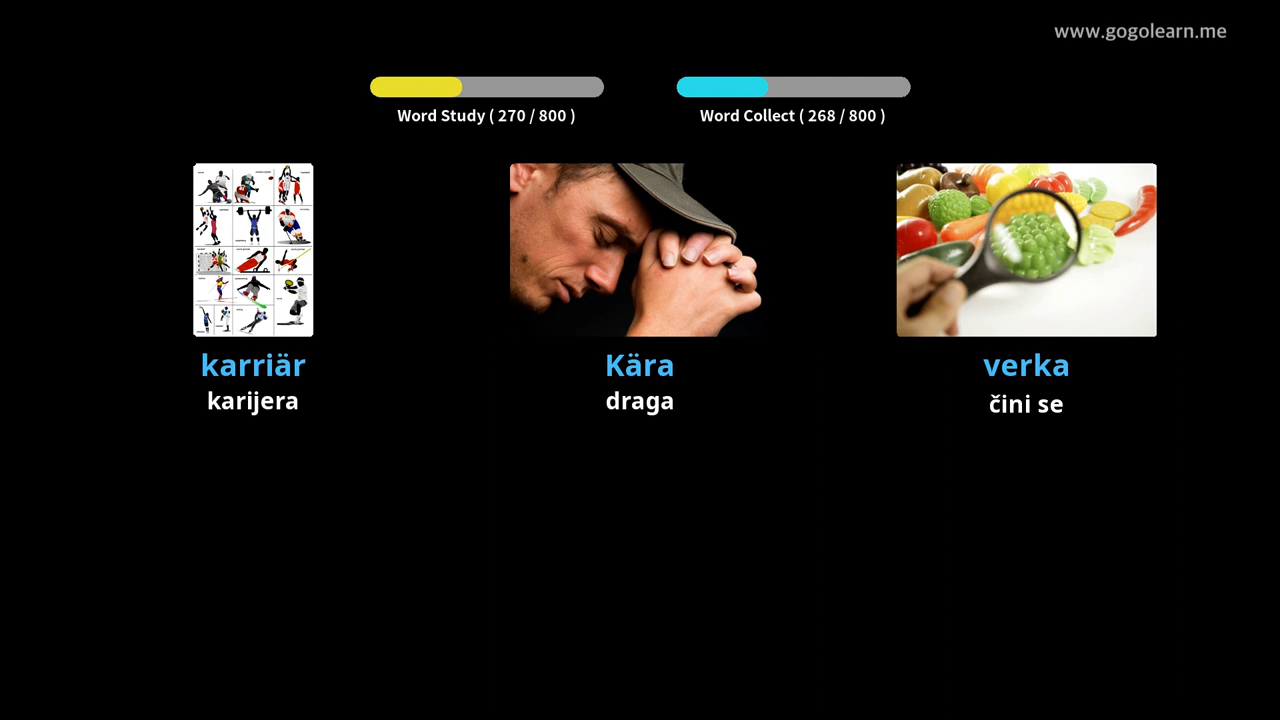 www.gogolearn.me
Word Study ( 270 / 800 )
Word Collect ( 268 / 800 )
karriär
karijera
Kära
draga
verka
čini se